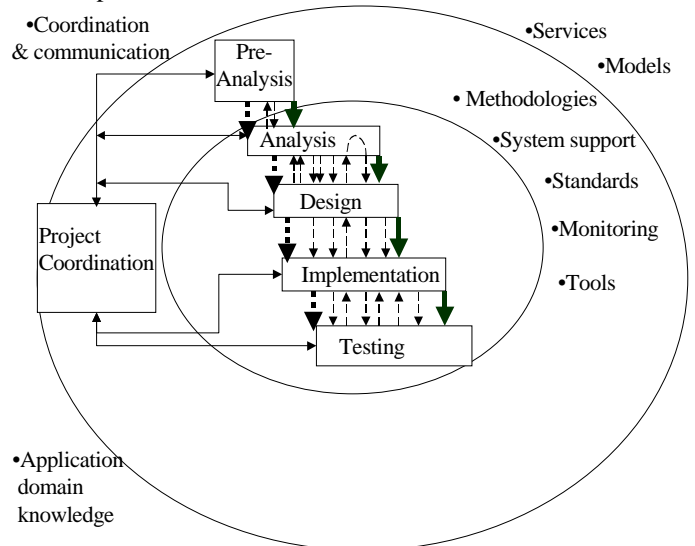 •Coordination
& communication
Pre-
Analysis
•Services
•Models
• Methodologies
Analysis
•System support
Design
•Standards
Project
Coordination
•Monitoring
Implementation
•Tools
Testing
•Application
domain
knowledge